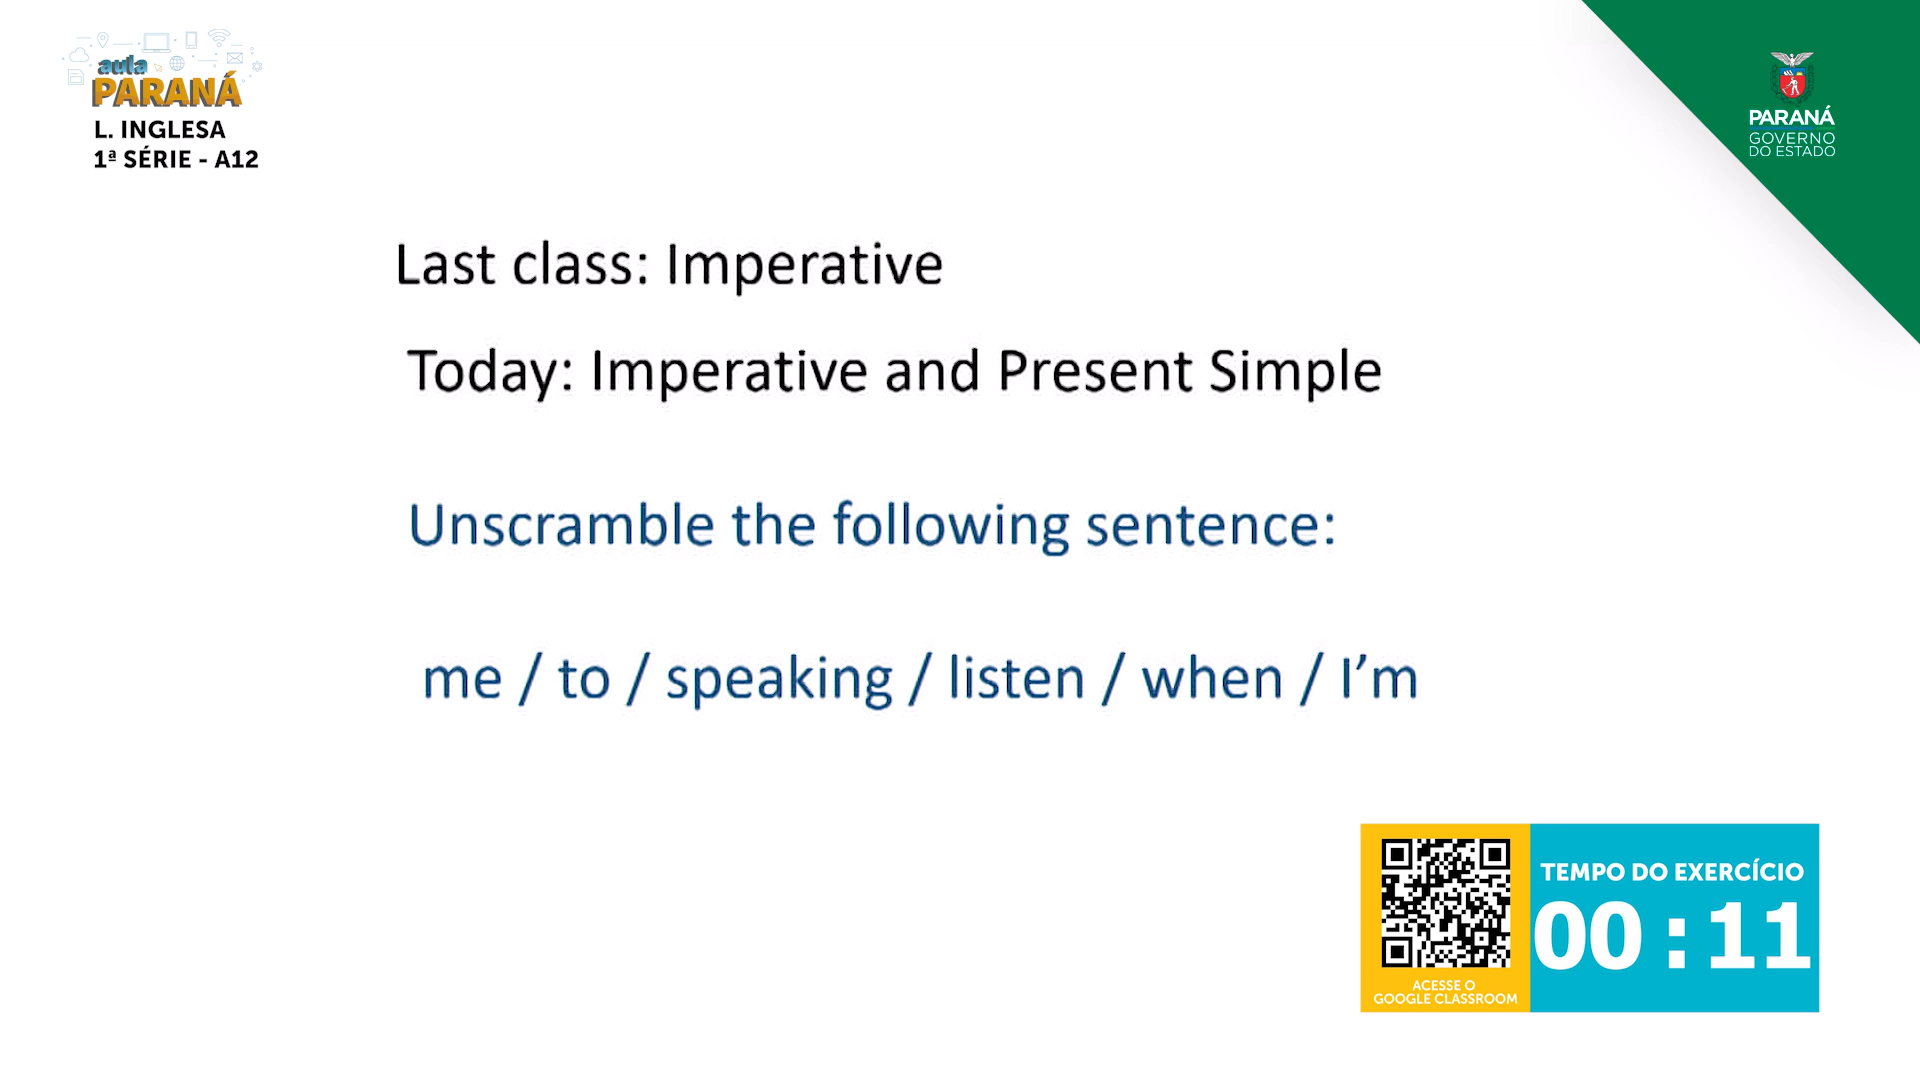 aula
PARANÁ
L. INGLESA
1ª SÉRIE - A12
PARANÁ
GOVERNO
DO ESTADO
Last class: Imperative
Today: Imperative and Present Simple
Unscramble the following sentence:
me / to / speaking / listen / when / I’m
TEMPO DO EXERCÍCIO
00:11
ACESSE O
GOOGLE CLASSROOM